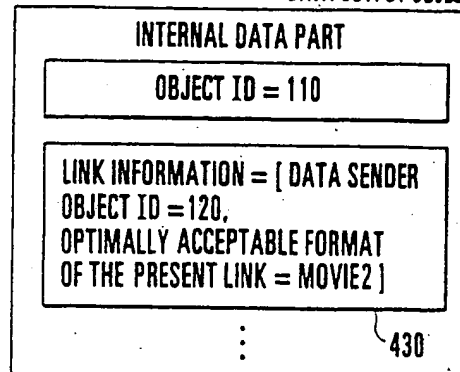 INTERNAL DATA PART
OBJECT ID = 110
LINK INFORMATION = [ DATA SENDER
OBJECT ID =120,
OPTIMALLY ACCEPTABLE FORMAT
OF THE PRESENT LINK = MOVIE2 ]
430